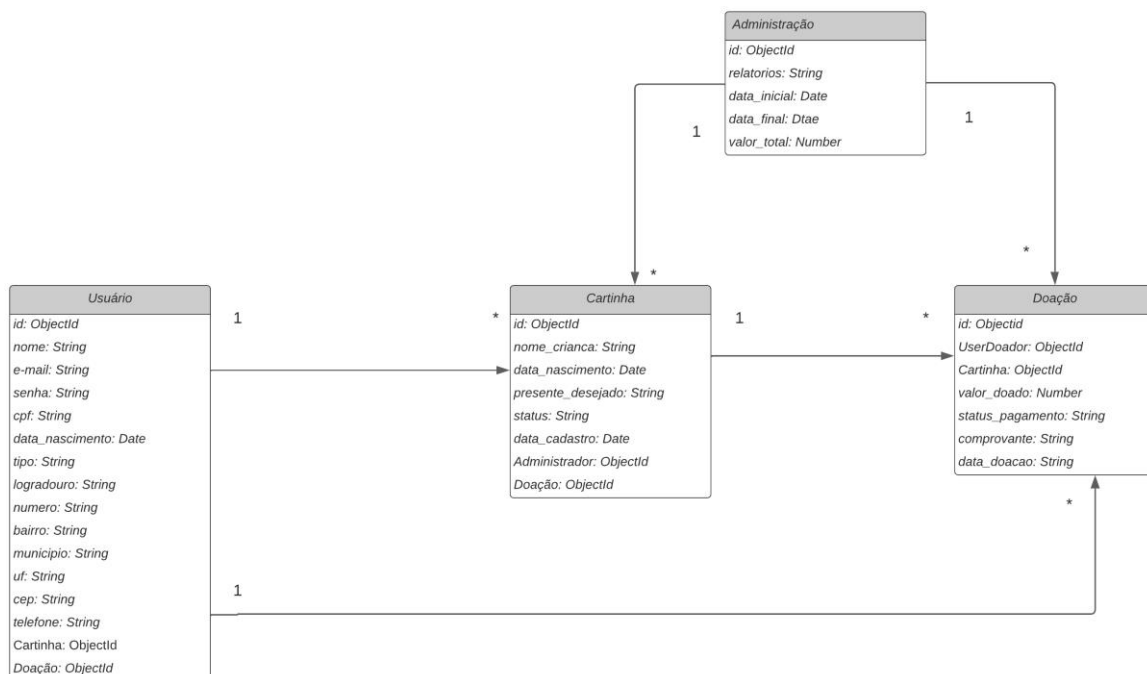 Administração
id: ObjectId
relatorios: String
data_inicial: Date
data_final: Dtae
valor_total: Number
1
1
*
*
Usuário
id: ObjectId
nome: String
e-mail: String
senha: String
cpf: String
data_nascimento: Date
tipo: String
logradouro: String
numero: String
bairro: String
municipio: String
uf: String
cep: String
telefone: String
Cartinha: ObjectId
Doação: ObjectId
1
*
Cartinha
id: ObjectId
nome_crianca: String
data_nascimento: Date
presente_desejado: String
status: String
data_cadastro: Date
Administrador: ObjectId
Doação: ObjectId
1
*
Doação
id: Objectid
UserDoador: ObjectId
Cartinha: ObjectId
valor_doado: Number
status_pagamento: String
comprovante: String
data_doacao: String
*
1